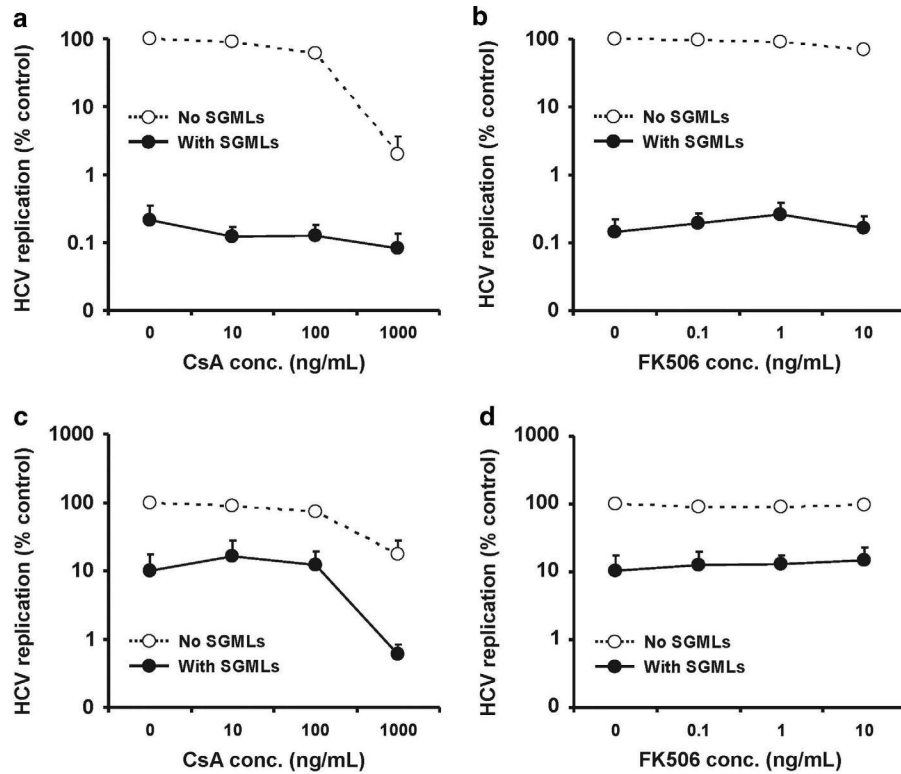 a
HCV replication (% control)
100
10
1
0.1
0
No SGMLs
With SGMLs
0 10 100 1000
CsA conc. (ng/mL)
b
HCV replication (% control)
100
10
1
0.1
0
No SGMLs
With SGMLs
0 0.1 1 10
FK506 conc. (ng/mL)
c
HCV replication (% control)
1000
100
10
1
0
No SGMLs
With SGMLs
0 10 100 1000
CsA conc. (ng/mL)
d
HCV replication (% control)
1000
100
10
1
0
No SGMLs
With SGMLs
0 0.1 1 10
FK506 conc. (ng/mL)